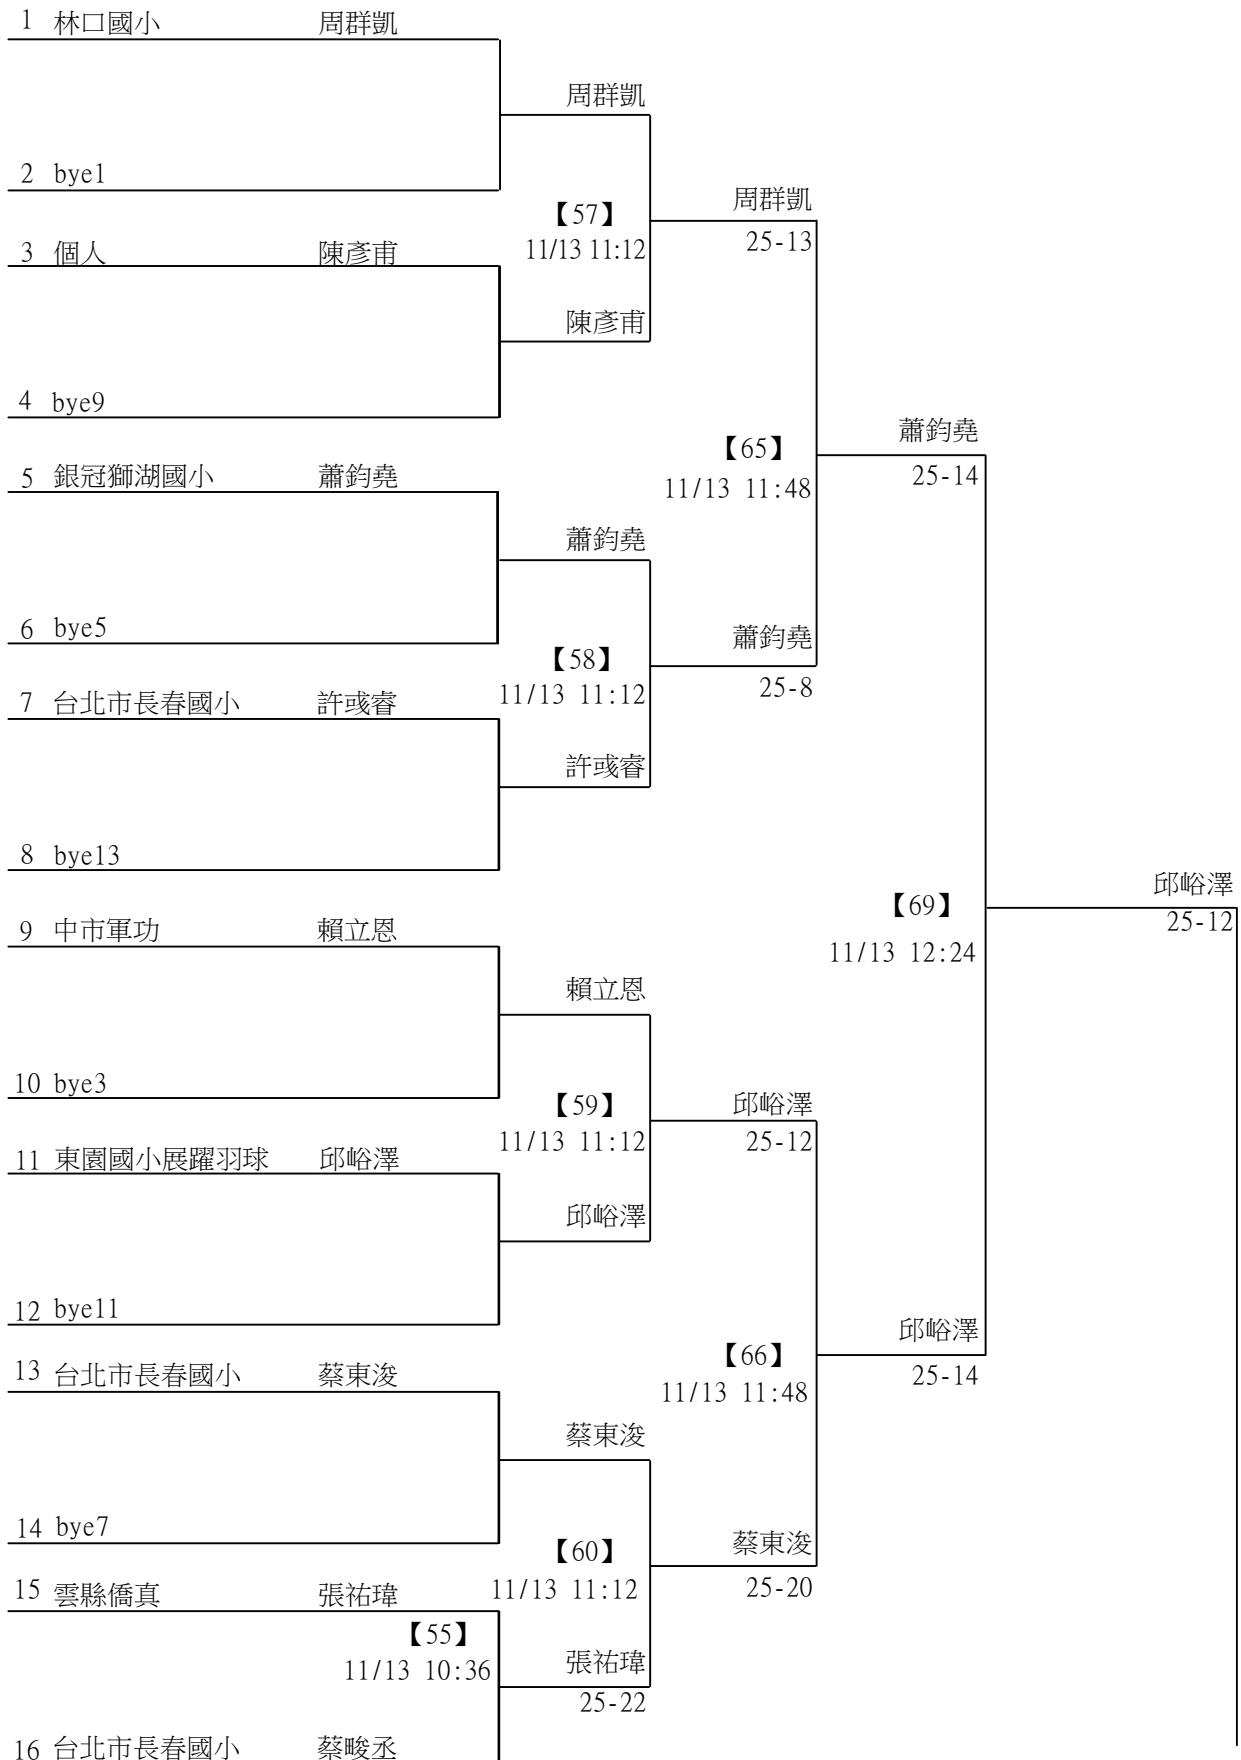 1 林口國小 周群凱
周群凱
2 bye1
周群凱
【57】
25-13
3 個人 陳彥甫
11/13 11:12
陳彥甫
4 bye9
蕭鈞堯
【65】
5 銀冠獅湖國小 蕭鈞堯
25-14
11/13 11:48
蕭鈞堯
6 bye5
蕭鈞堯
【58】
25-8
7 台北市長春國小 許彧睿
11/13 11:12
許彧睿
8 bye13
邱峪澤
【69】
25-12
9 中市軍功 賴立恩
11/13 12:24
賴立恩
10 bye3
【59】
邱峪澤
11/13 11:12
25-12
11 東園國小展躍羽球 邱峪澤
邱峪澤
12 bye11
邱峪澤
【66】
25-14
13 台北市長春國小 蔡東浚
11/13 11:48
蔡東浚
14 bye7
【60】
蔡東浚
15 雲縣僑真 張祐瑋
11/13 11:12
25-20
【55】
11/13 10:36
張祐瑋
25-22
16 台北市長春國小 蔡畯丞